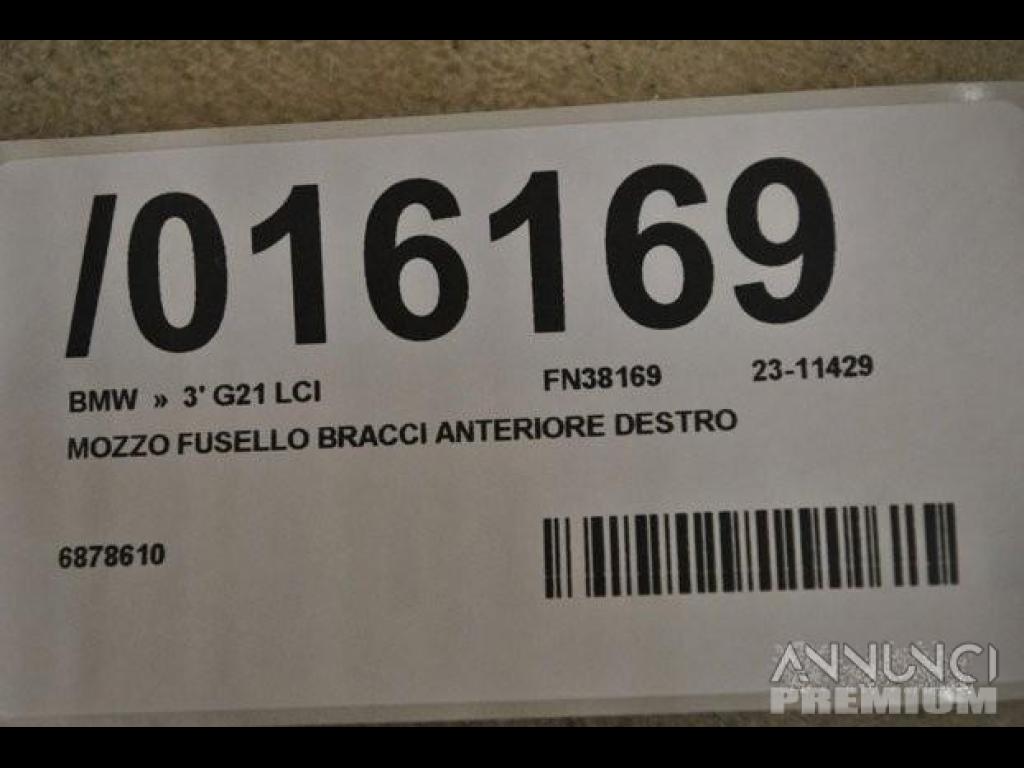 /016169
BMW » 3' G21 LCI FN38169 23-11429
MOZZO FUSELLO BRACCI ANTERIORE DESTRO
6878610
ANNUNCI
PREMIUM